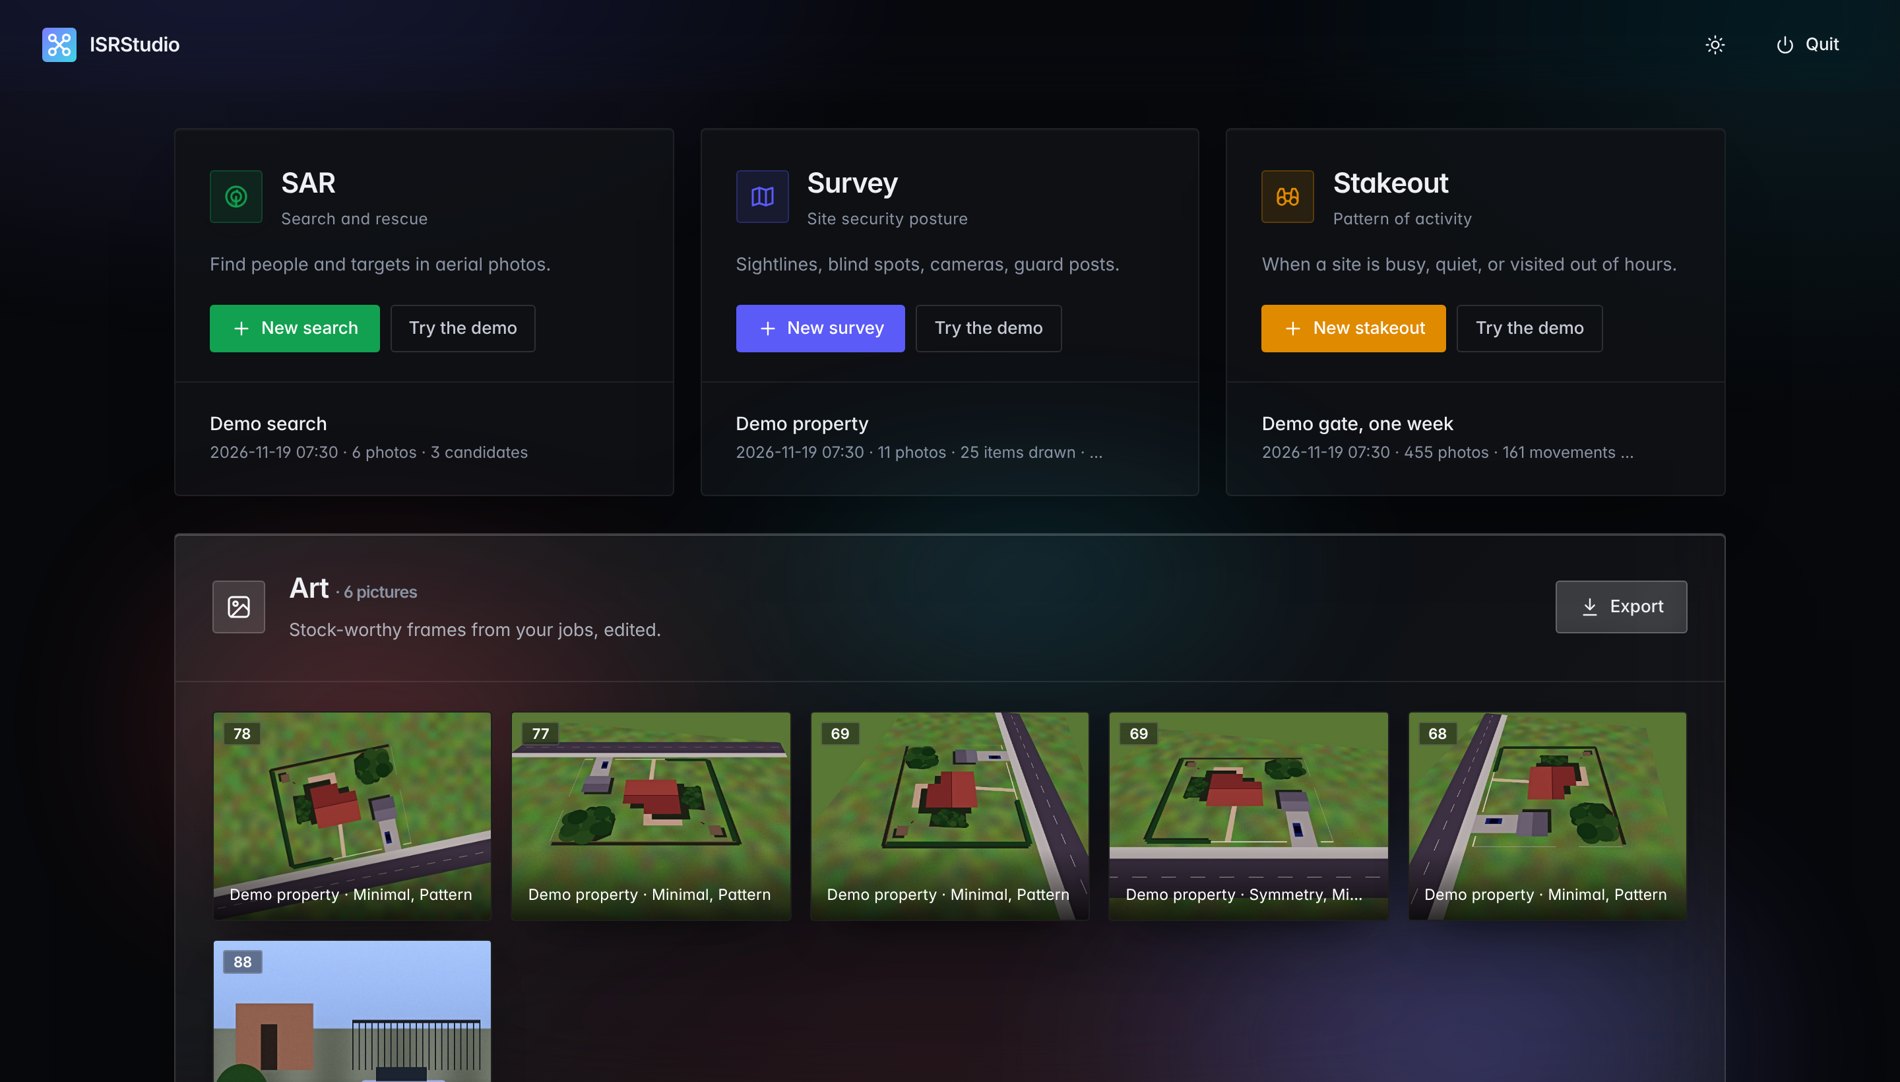 ISRStudio
Quit
SAR
Search and rescue
Find people and targets in aerial photos.
New search
Try the demo
Demo search
2026-11-19 07:30 · 6 photos · 3 candidates
Survey
Site security posture
Sightlines, blind spots, cameras, guard posts.
New survey
Try the demo
Demo property
2026-11-19 07:30 · 11 photos · 25 items drawn · ...
Stakeout
Pattern of activity
When a site is busy, quiet, or visited out of hours.
New stakeout
Try the demo
Demo gate, one week
2026-11-19 07:30 · 455 photos · 161 movements ...
Art · 6 pictures
Stock-worthy frames from your jobs, edited.
Export
78
Demo property · Minimal, Pattern
77
Demo property · Minimal, Pattern
69
Demo property · Minimal, Pattern
69
Demo property · Symmetry, Mi...
68
Demo property · Minimal, Pattern
88